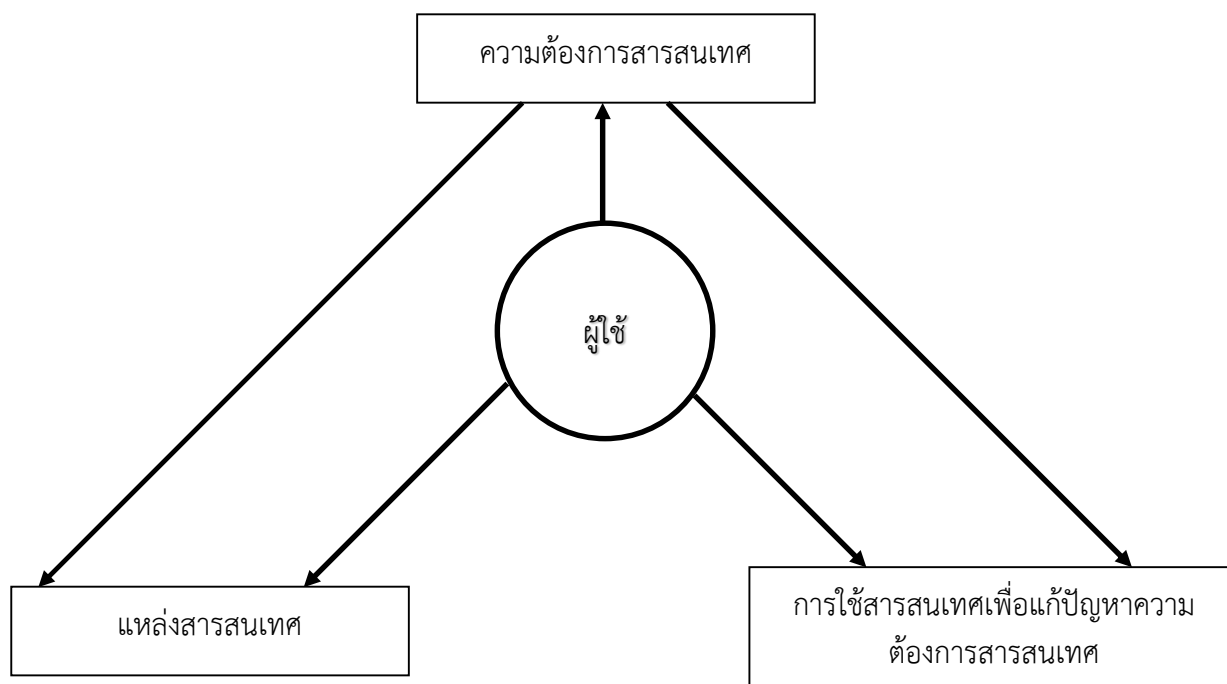 ความต้องการสารสนเทศ
ผู้ใช้
แหล่งสารสนเทศ
การใช้สารสนเทศเพื่อแก้ปัญหาความ
ต้องการสารสนเทศ